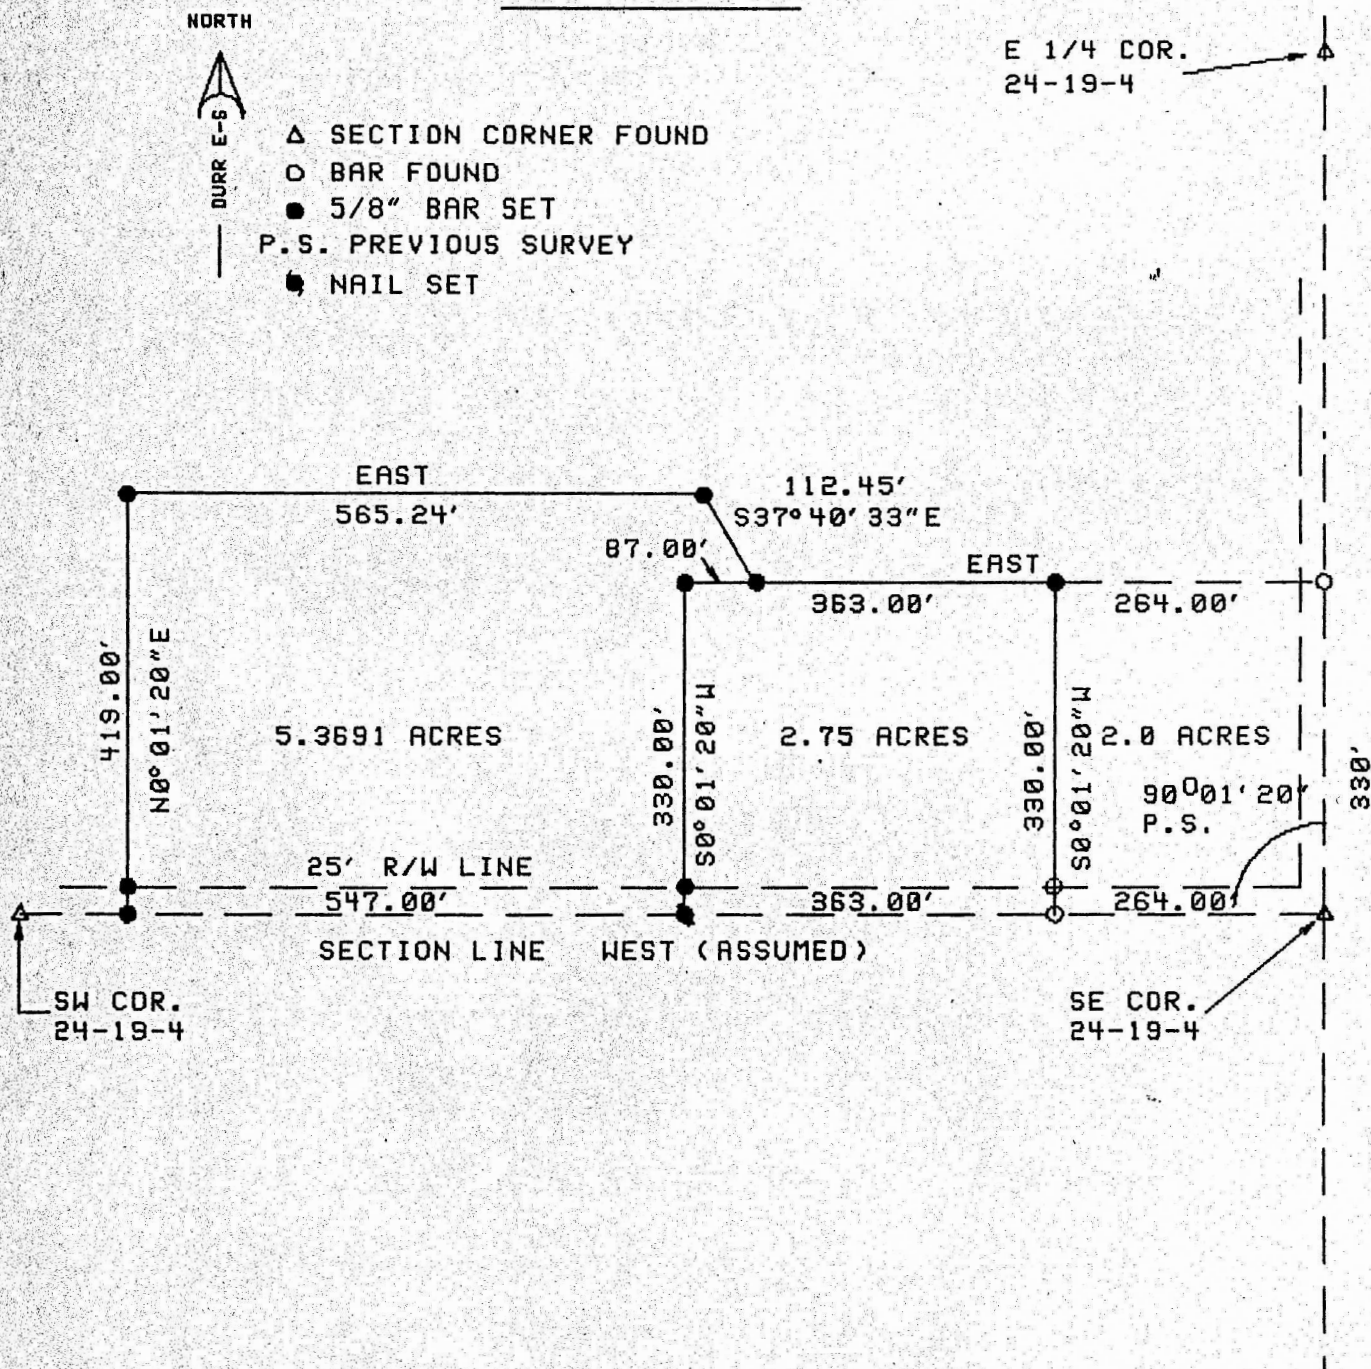 NORTH
DURR E-S
E 1/4 COR.
24-19-4
SECTION CORNER FOUND
BAR FOUND
5/8" BAR SET
P.S. PREVIOUS SURVEY
NAIL SET
EAST
565.24'
112.45'
S37°40'33"E
87.00'
EAST
363.00'
264.00'
419.00'
N0°01'20"E
5.3691 ACRES
330.00'
S0°01'20"W
2.75 ACRES
330.00'
S0°01'20"W
2.0 ACRES
90°01'20"
P.S.
330'
25' R/W LINE
547.00'
363.00'
264.00'
SECTION LINE WEST (ASSUMED)
SW COR.
24-19-4
SE COR.
24-19-4